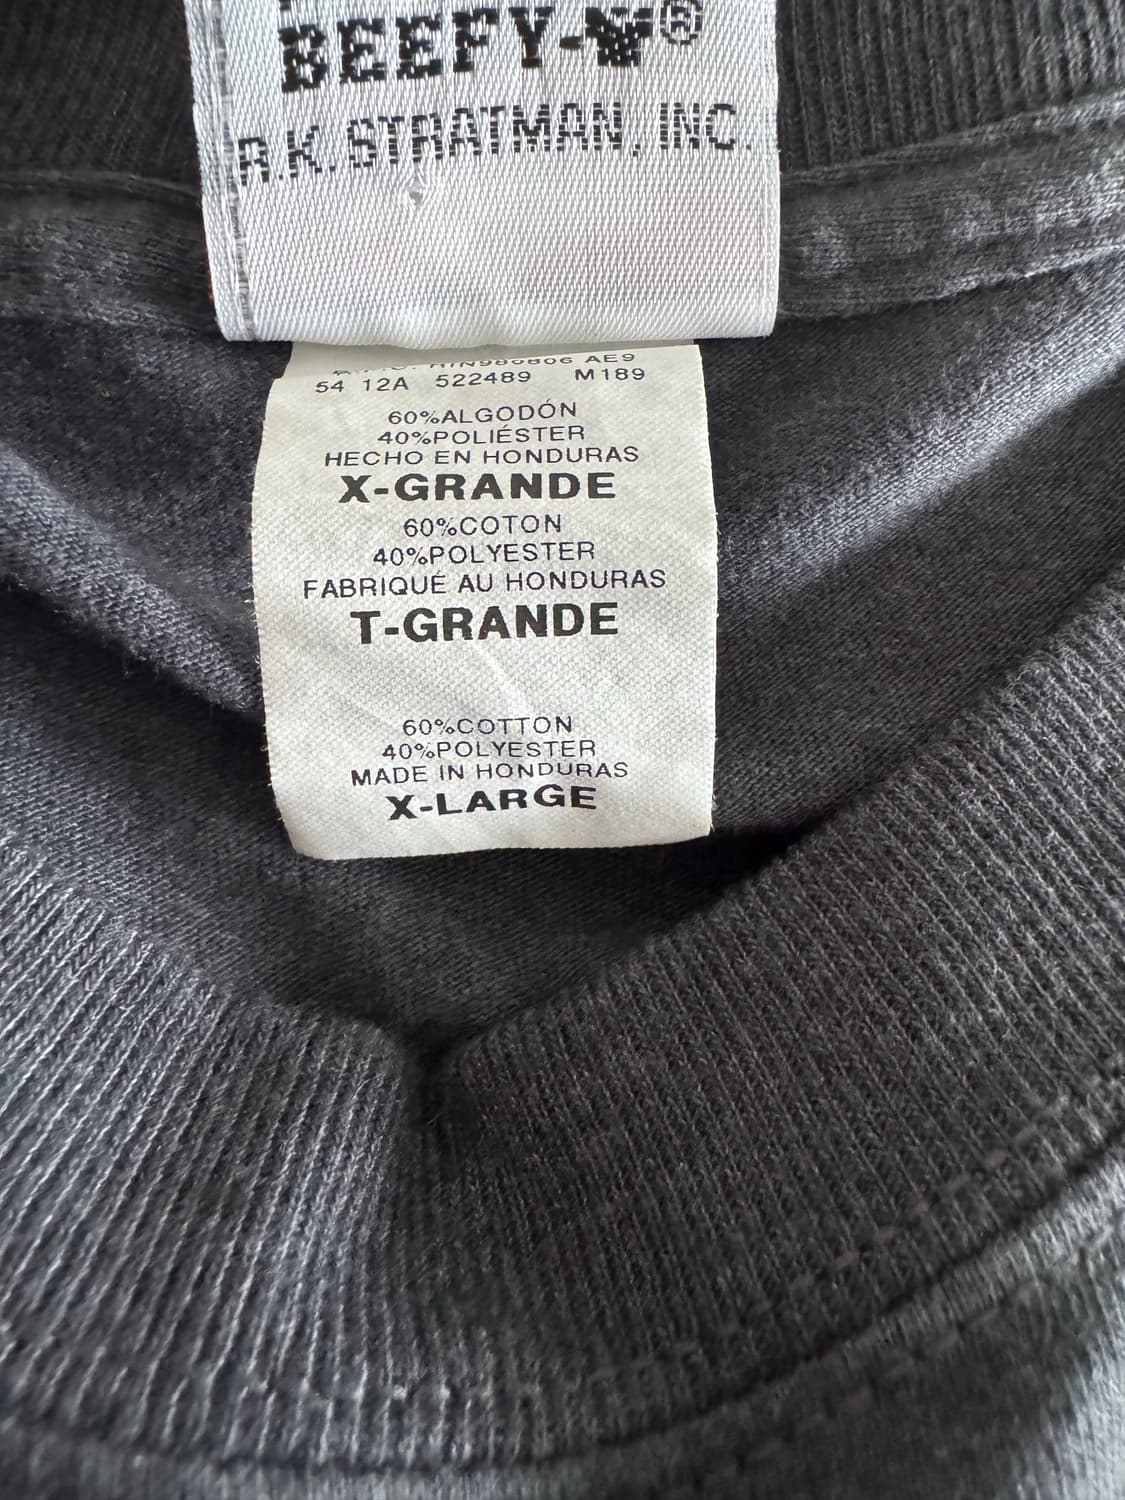 BEEFY-T®
R.K. STRATMAN, INC.
AE9
54 12A 522489 M189
60%ALGODÓN
40%POLIÉSTER
HECHO EN HONDURAS
X-GRANDE
60%COTON
40%POLYESTER
FABRIQUÉ AU HONDURAS
T-GRANDE
60%COTTON
40%POLYESTER
MADE IN HONDURAS
X-LARGE